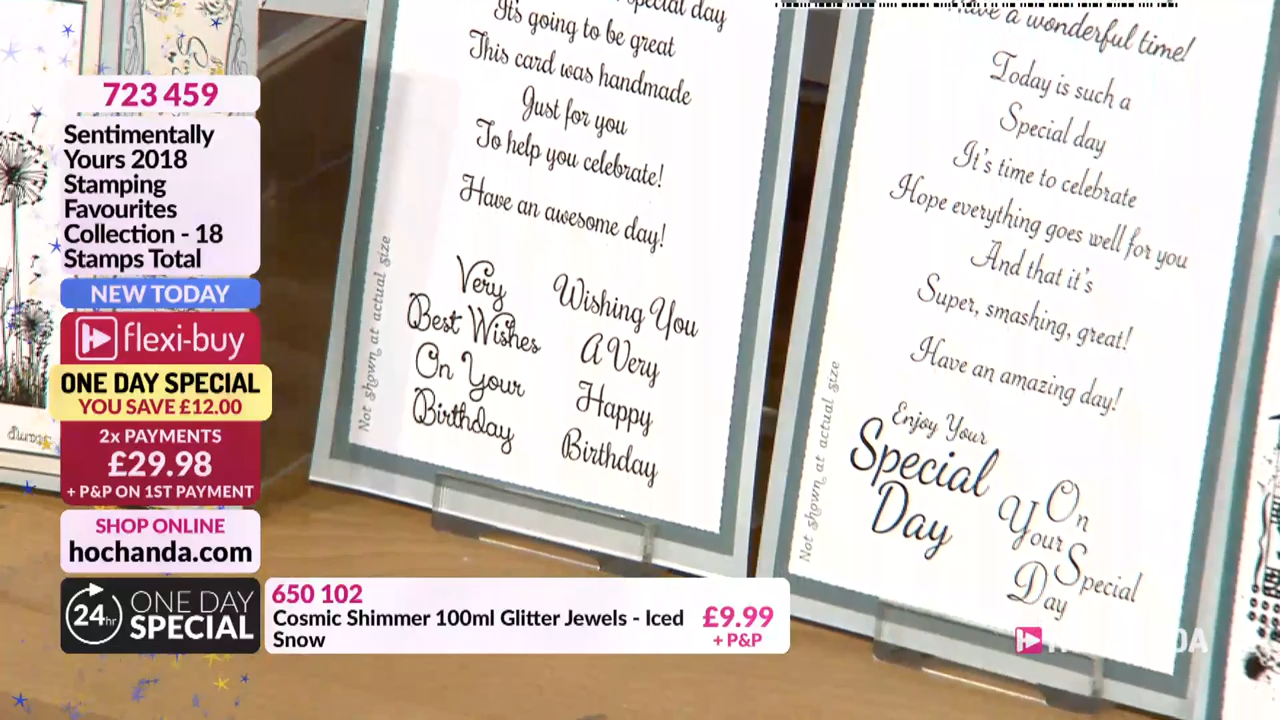 723 459
Sentimentally
Yours 2018
Stamping
Favourites
Collection - 18
Stamps Total
NEW TODAY
flexi-buy
ONE DAY SPECIAL
YOU SAVE £12.00
2x PAYMENTS
£29.98
+ P&P ON 1ST PAYMENT
SHOP ONLINE
hochanda.com
24hr
ONE DAY
SPECIAL
650 102
Cosmic Shimmer 100ml Glitter Jewels - Iced
Snow
£9.99
+ P&P
special day
It's going to be great
This card was handmade
Just for you
To help you celebrate!
Have an awesome day!
Very
Best Wishes
On Your
Birthday
Wishing You
A Very
Happy
Birthday
Not shown at actual size
Have a wonderful time!
Today is such a
Special day
It's time to celebrate
Hope everything goes well for you
And that it's
Super, smashing, great!
Have an amazing day!
Enjoy Your
Special
Day
On
Your
Special
Day
Not shown at actual size